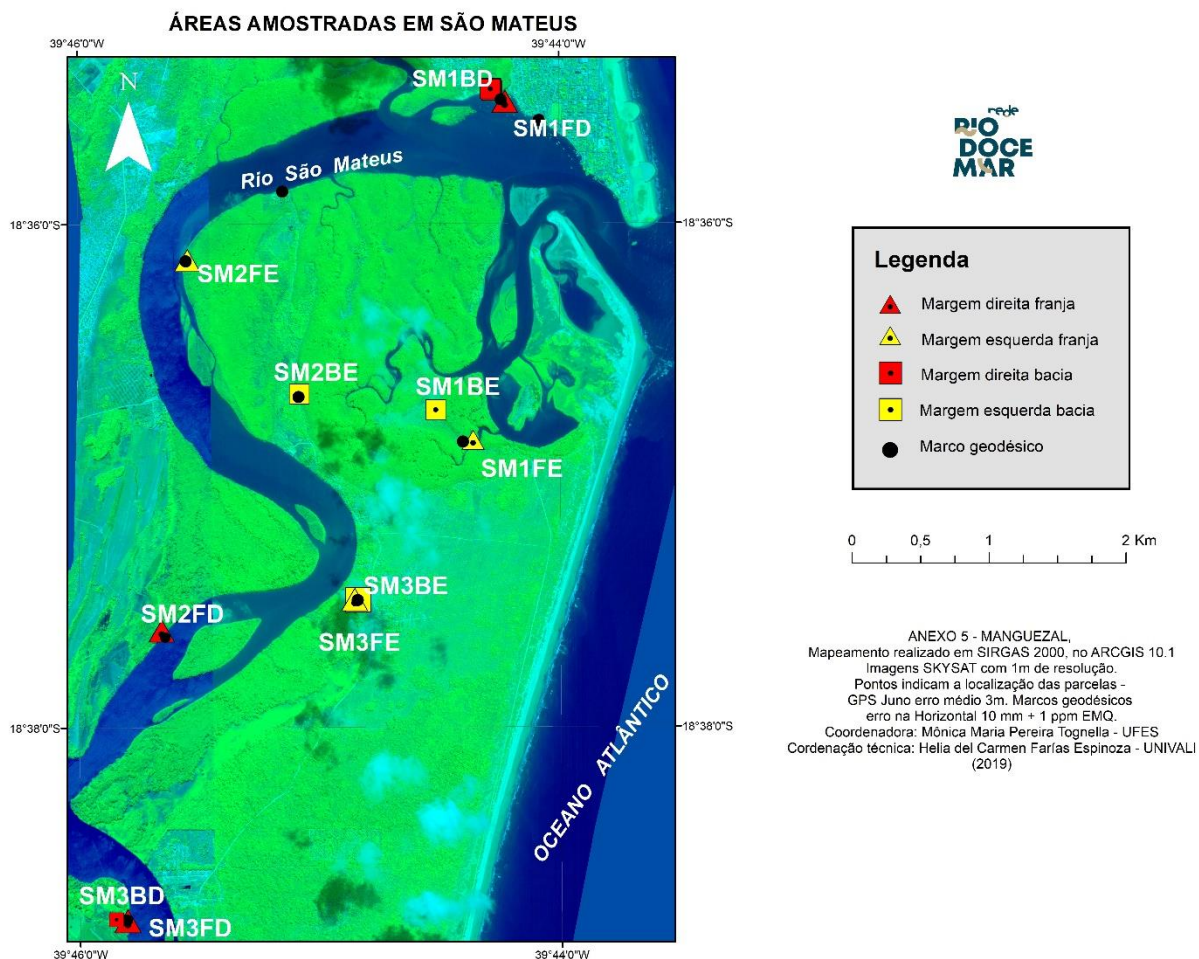 ÁREAS AMOSTRADAS EM SÃO MATEUS
39°46'0"W
39°44'0"W
N
SM1BD
SM1FD
Rio São Mateus
18°36'0"S
18°36'0"S
SM2FE
SM2BE
SM1BE
SM1FE
SM3BE
SM2FD
SM3FE
18°38'0"S
18°38'0"S
OCEANO ATLÂNTICO
SM3BD
SM3FD
39°46'0"W
39°44'0"W
rede
RIO
DOCE
MAR
Legenda
Margem direita franja
Margem esquerda franja
Margem direita bacia
Margem esquerda bacia
Marco geodésico
0 0,5 1 2 Km
ANEXO 5 - MANGUEZAL,
Mapeamento realizado em SIRGAS 2000, no ARCGIS 10.1
Imagens SKYSAT com 1m de resolução.
Pontos indicam a localização das parcelas -
GPS Juno erro médio 3m. Marcos geodésicos
erro na Horizontal 10 mm + 1 ppm EMQ.
Coordenadora: Mônica Maria Pereira Tognella - UFES
Cordenação técnica: Helia del Carmen Farías Espinoza - UNIVALI
(2019)